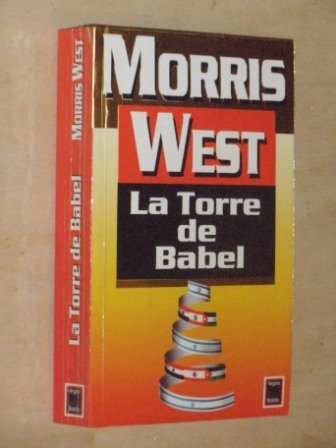 MORRIS
WEST
La Torre
de
Babel
La Torre de Babel
MORRIS WEST